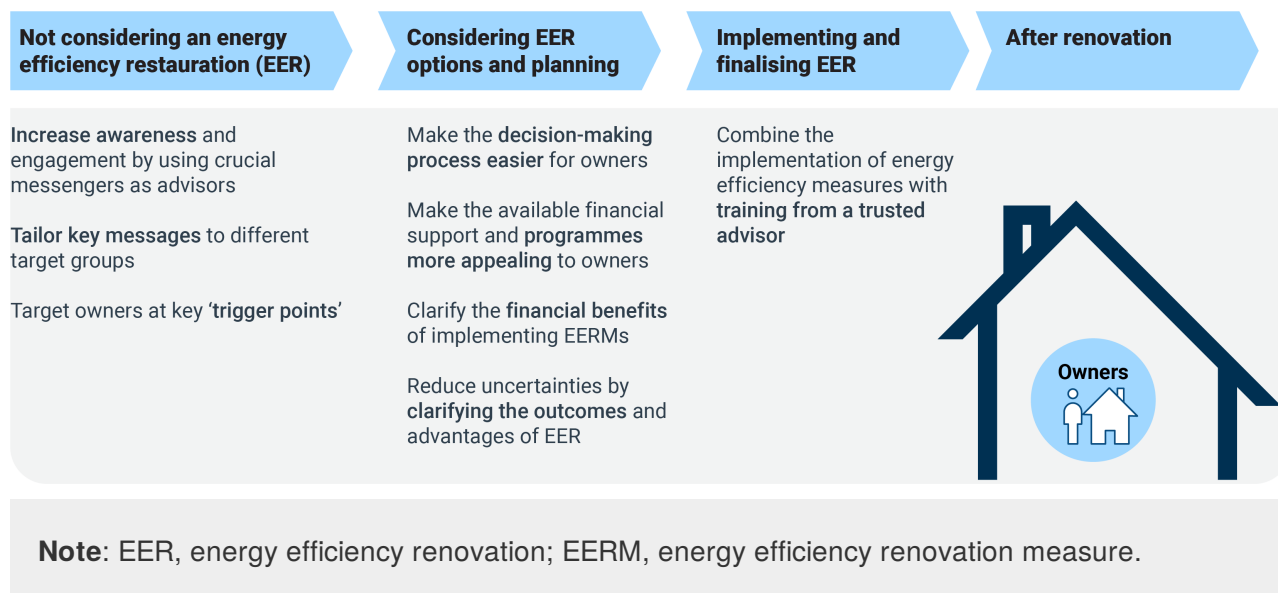 Not considering an energy
efficiency restauration (EER)
Considering EER
options and planning
Implementing and
finalising EER
After renovation
Increase awareness and
engagement by using crucial
messengers as advisors
Tailor key messages to different
target groups
Target owners at key ‘trigger points’
Make the decision-making
process easier for owners
Make the available financial
support and programmes
more appealing to owners
Clarify the financial benefits
of implementing EERMs
Reduce uncertainties by
clarifying the outcomes and
advantages of EER
Combine the
implementation of energy
efficiency measures with
training from a trusted
advisor
Owners
Note: EER, energy efficiency renovation; EERM, energy efficiency renovation measure.